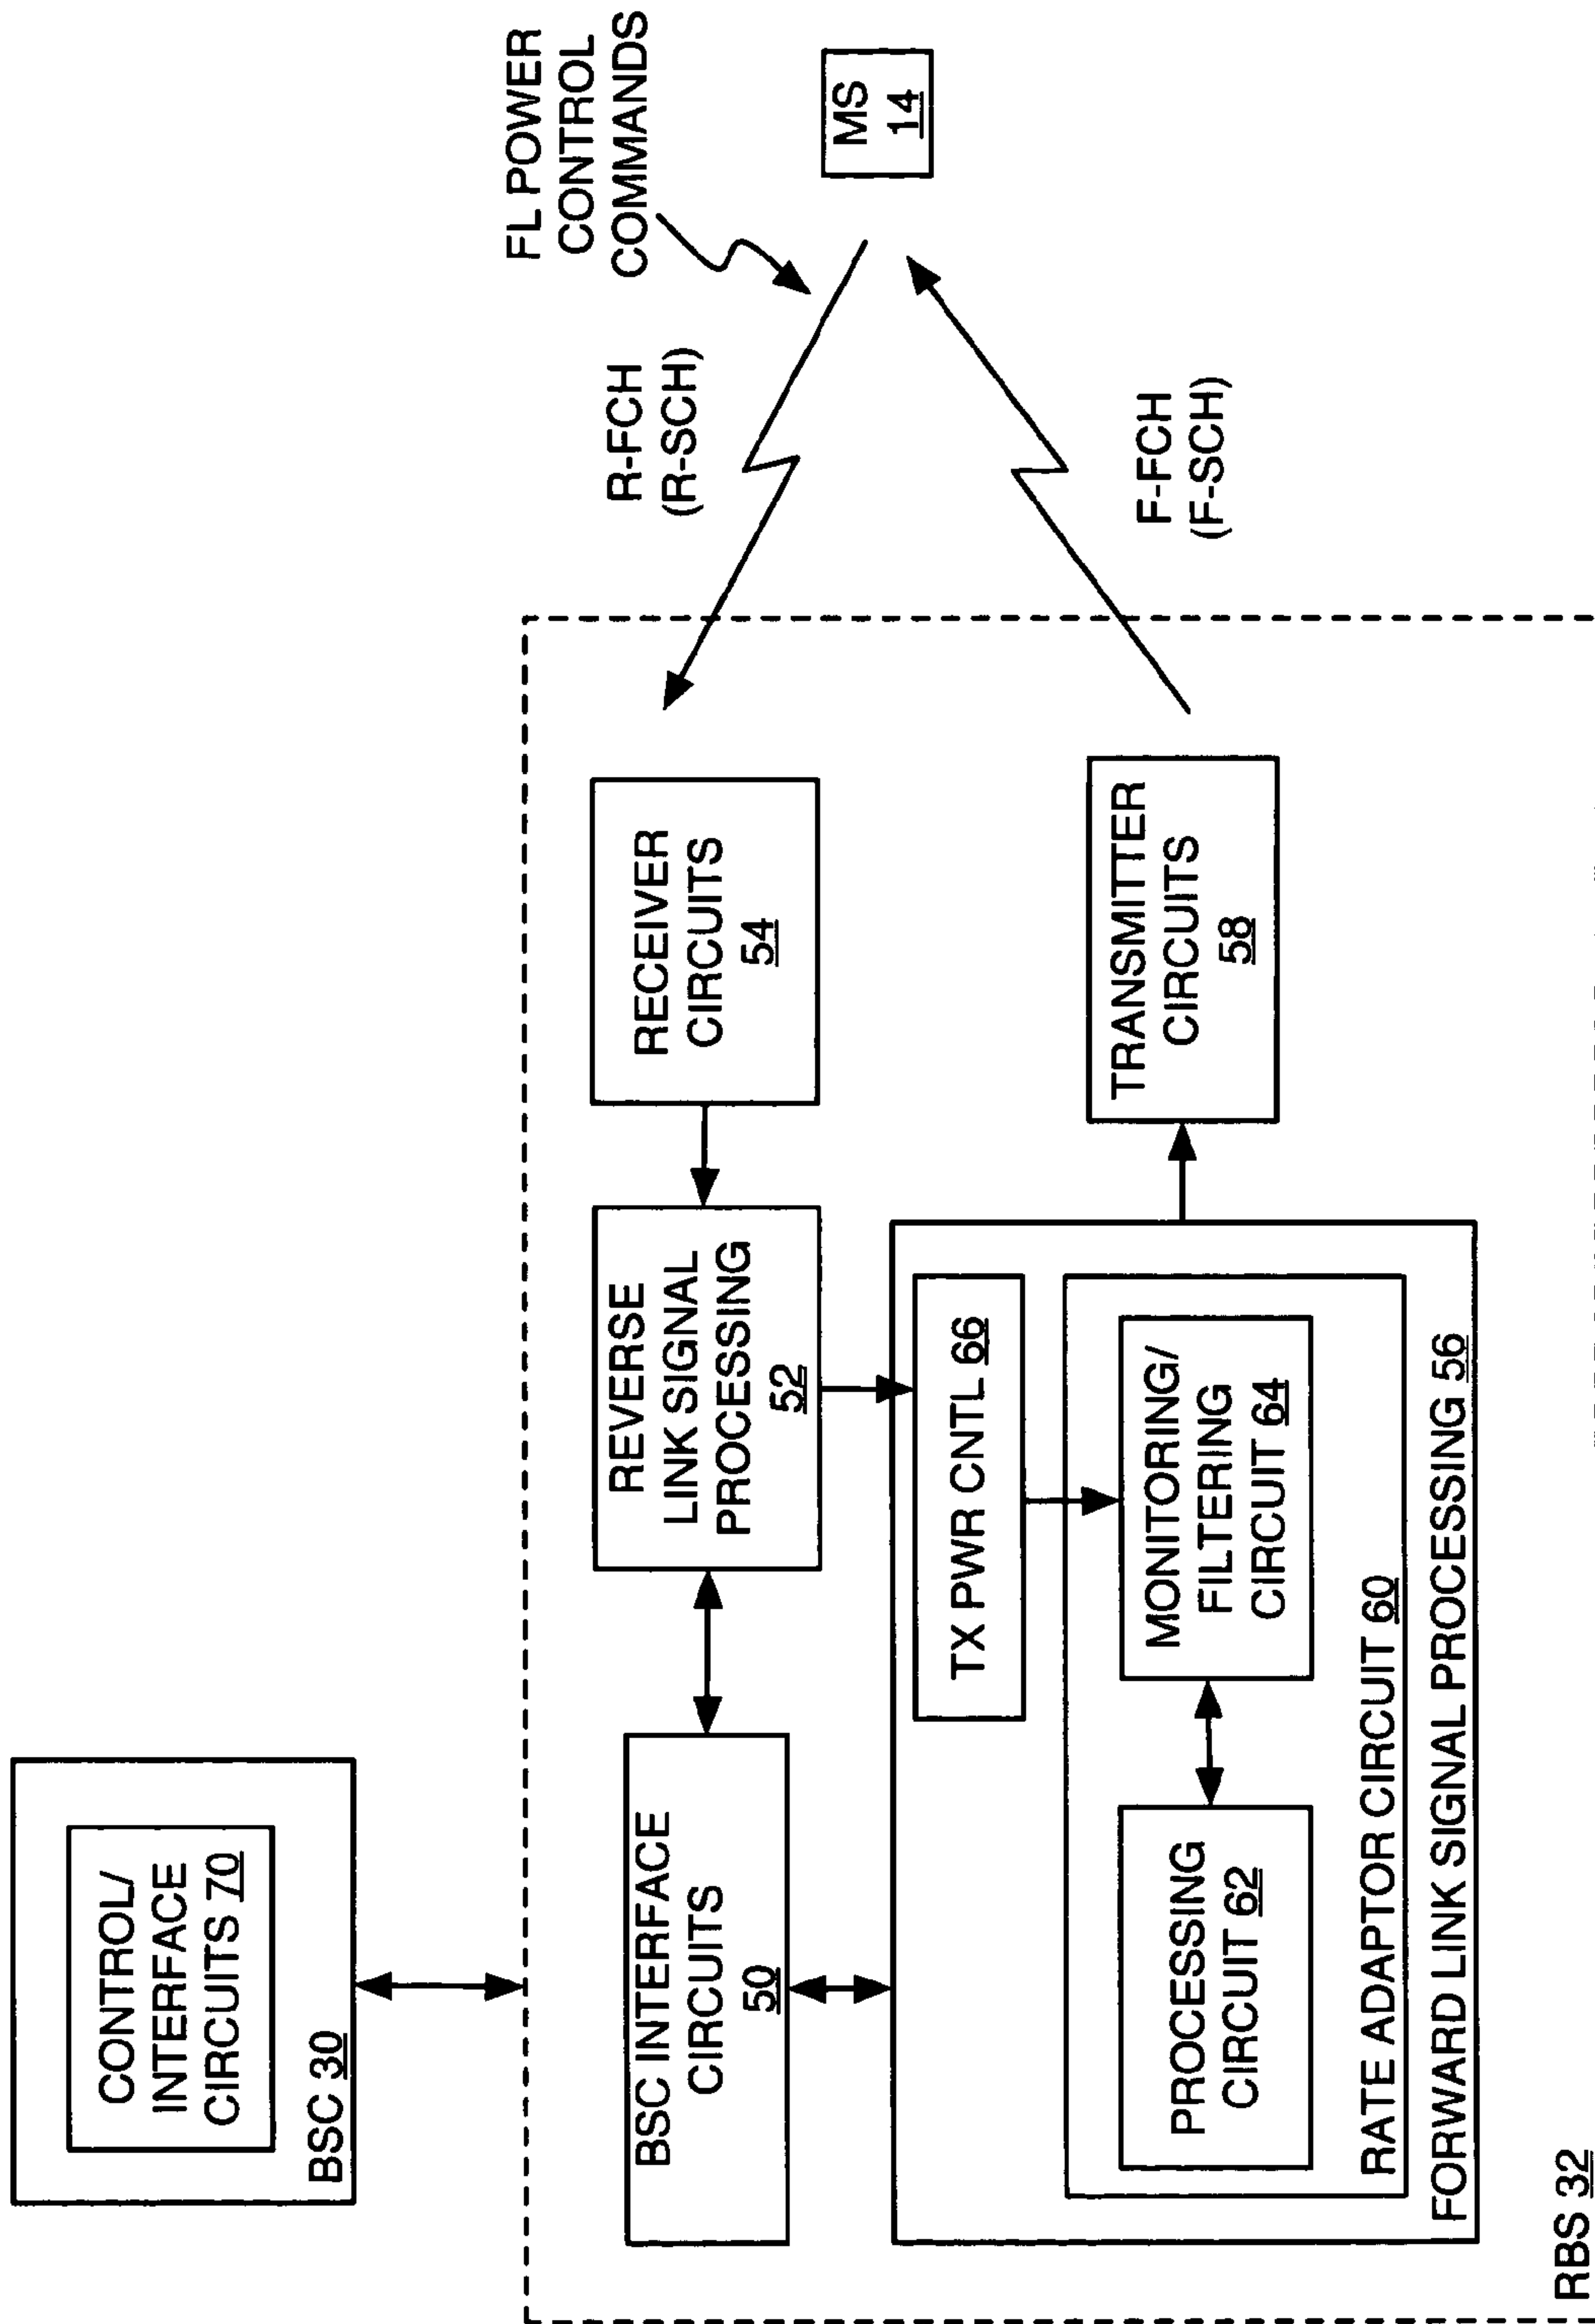 CONTROL/
INTERFACE
CIRCUITS 70
BSC 30
FL POWER
CONTROL
COMMANDS
MS
14
R-FCH
(R-SCH)
F-FCH
(F-SCH)
BSC INTERFACE
CIRCUITS
50
REVERSE
LINK SIGNAL
PROCESSING
52
RECEIVER
CIRCUITS
54
TX PWR CNTL 66
TRANSMITTER
CIRCUITS
58
PROCESSING
CIRCUIT 62
MONITORING/
FILTERING
CIRCUIT 64
RATE ADAPTOR CIRCUIT 60
FORWARD LINK SIGNAL PROCESSING 56
RBS 32